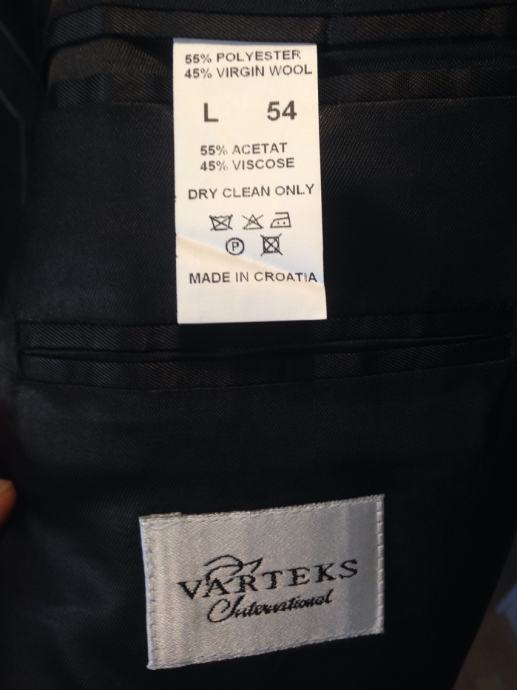 55% POLYESTER
45% VIRGIN WOOL
L 54
55% ACETAT
45% VISCOSE
DRY CLEAN ONLY
P
MADE IN CROATIA
VARTEKS
International